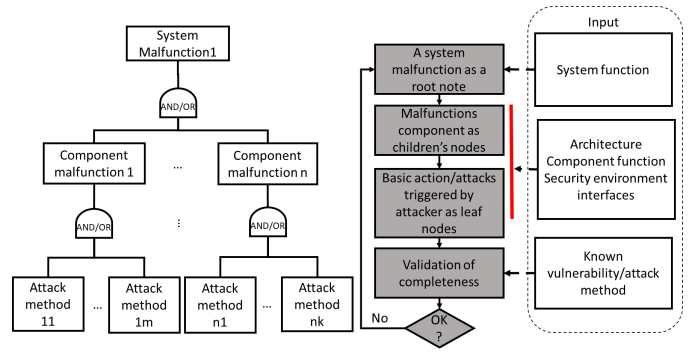 System
Malfunction1
AND/OR
Component
malfunction 1
...
Component
malfunction n
AND/OR
...
AND/OR
Attack
method
11
...
Attack
method
1m
Attack
method
n1
...
Attack
method
nk
A system
malfunction as a
root note
Malfunctions
component as
children's nodes
Basic action/attacks
triggered by
attacker as leaf
nodes
Validation of
completeness
No
OK
?
Input
System function
Architecture
Component function
Security environment
interfaces
Known
vulnerability/attack
method